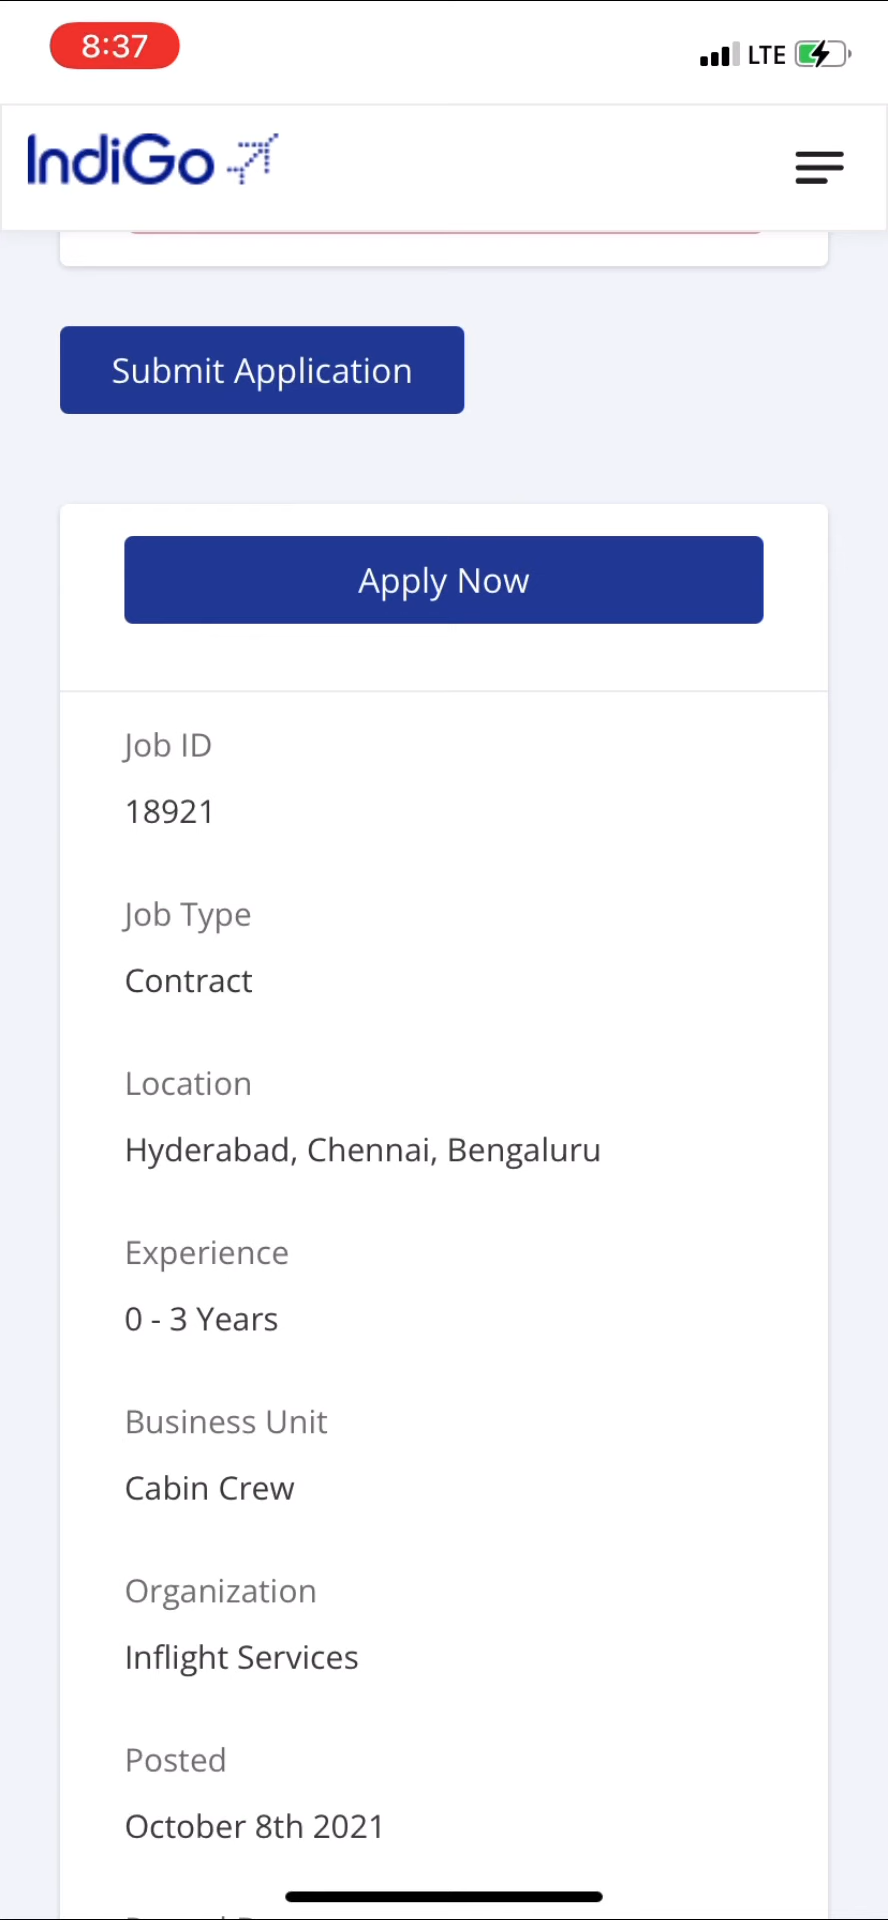 8:37
LTE
IndiGo
Submit Application
Apply Now
Job ID
18921
Job Type
Contract
Location
Hyderabad, Chennai, Bengaluru
Experience
0 - 3 Years
Business Unit
Cabin Crew
Organization
Inflight Services
Posted
October 8th 2021